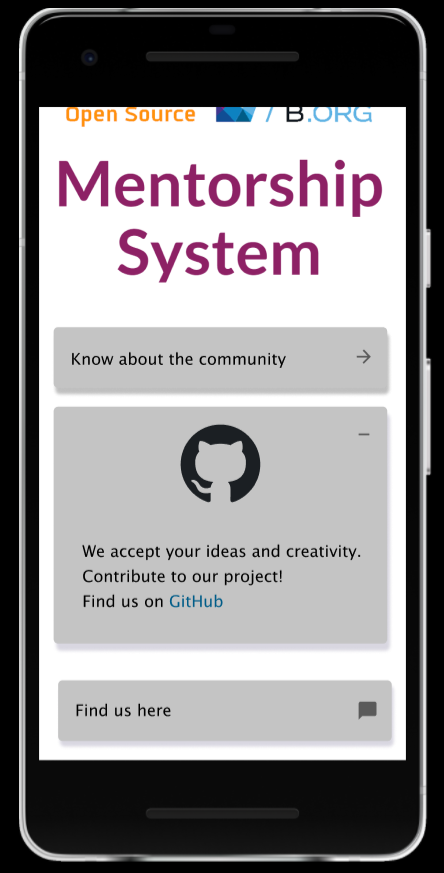 Open Source / B.ORG
Mentorship
System
Know about the community
We accept your ideas and creativity.
Contribute to our project!
Find us on GitHub
Find us here